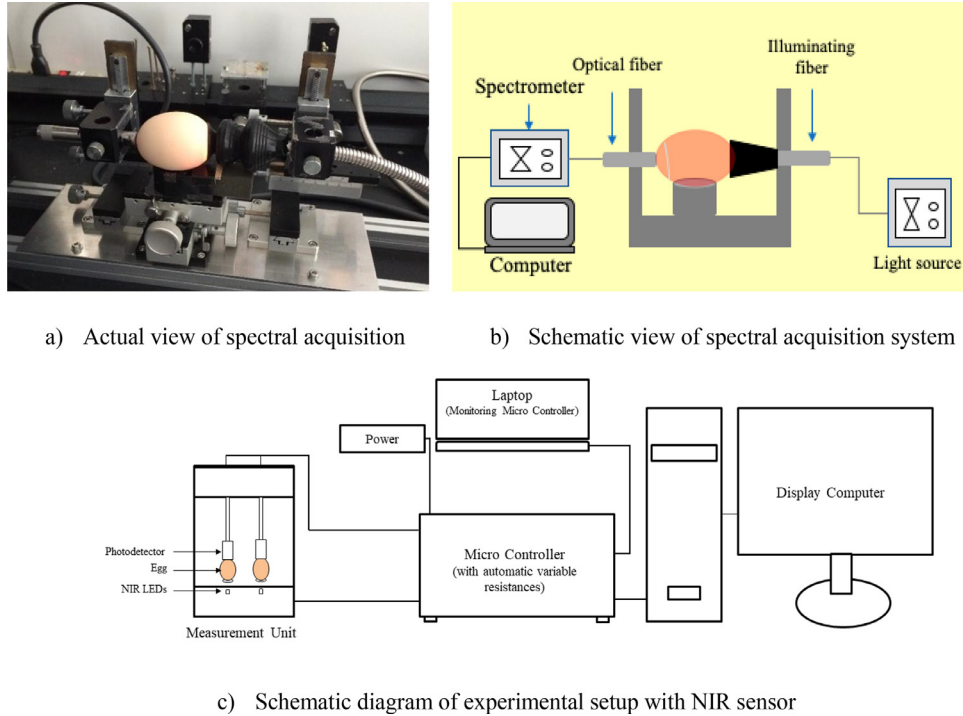 Optical fiber
Illuminating
fiber
Spectrometer
Computer
Light source
a) Actual view of spectral acquisition
b) Schematic view of spectral acquisition system
Laptop
(Monitoring Micro Controller)
Power
Display Computer
Photodetector
Egg
NIR LEDs
Micro Controller
(with automatic variable
resistances)
Measurement Unit
c) Schematic diagram of experimental setup with NIR sensor